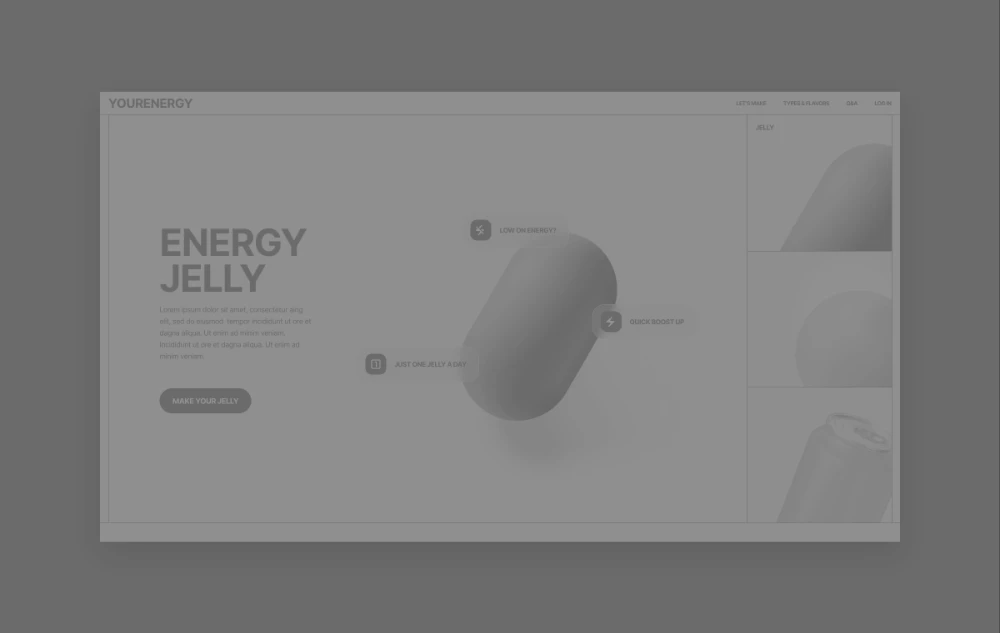 YOURENERGY
LET'S MAKE TYPES & FLAVORS Q&A LOG IN
JELLY
LOW ON ENERGY?
ENERGY
JELLY
Lorem ipsum dolor sit amet, consectetur
elit, sed do eiusmod tempor incididunt ut ore et
dagna aliqua. Ut enim ad minim veniam.
Incididunt ore et dagna aliqua. Ut enim ad
minim veniam.
QUICK BOOST UP
JUST ONE JELLY A DAY
MAKE YOUR JELLY